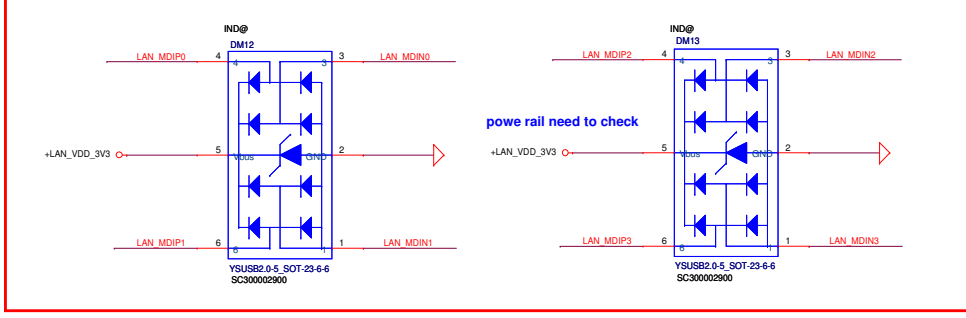 IND@
DM12
LAN_MDIP0 4 4 3 3 LAN_MDIN0
+LAN_VDD_3V3 5 Vbus GND 2
LAN_MDIP1 6 6 1 1 LAN_MDIN1
YSUSB2.0-5_SOT-23-6-6
SC300002900
IND@
DM13
LAN_MDIP2 4 4 3 3 LAN_MDIN2
powe rail need to check
+LAN_VDD_3V3 5 Vbus GND 2
LAN_MDIP3 6 6 1 1 LAN_MDIN3
YSUSB2.0-5_SOT-23-6-6
SC300002900